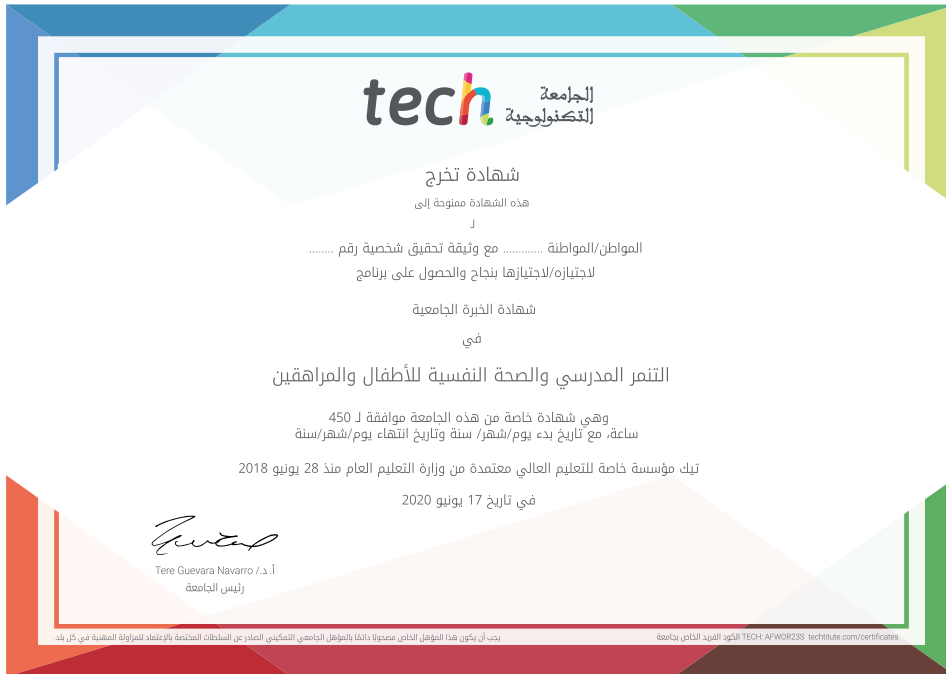 tech الجامعة
التكنولوجية
شهادة تخرج
هذه الشهادة ممنوحة إلى
لـ
المواطن/المواطنة ............. مع وثيقة تحقيق شخصية رقم ........
لاجتيازه/لاجتيازها بنجاح والحصول على برنامج
شهادة الخبرة الجامعية
في
التنمر المدرسي والصحة النفسية للأطفال والمراهقين
وهي شهادة خاصة من هذه الجامعة موافقة لـ 450
ساعة، مع تاريخ بدء يوم/شهر/ سنة وتاريخ انتهاء يوم/شهر/سنة
تيك مؤسسة خاصة للتعليم العالي معتمدة من وزارة التعليم العام منذ 28 يونيو 2018
في تاريخ 17 يونيو 2020
أ. د./ Tere Guevara Navarro
رئيس الجامعة
يجب أن يكون هذا المؤهل الخاص مصحوبًا دائمًا بالمؤهل الجامعي التمكيني الصادر عن السلطات المختصة بالإعتماد للمزاولة المهنية في كل بلد.
الكود الفريد الخاص بجامعة TECH: AFWOR23S techtitute.com/certificates